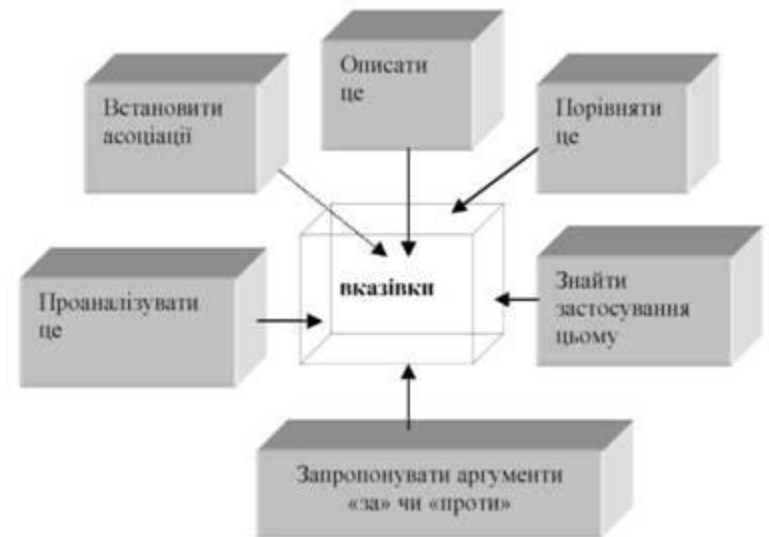 Описати
це
Встановити
асоціації
Порівняти
це
вказівки
Проаналізувати
це
Знайти
застосування
цьому
Запропонувати аргументи
«за» чи «проти»